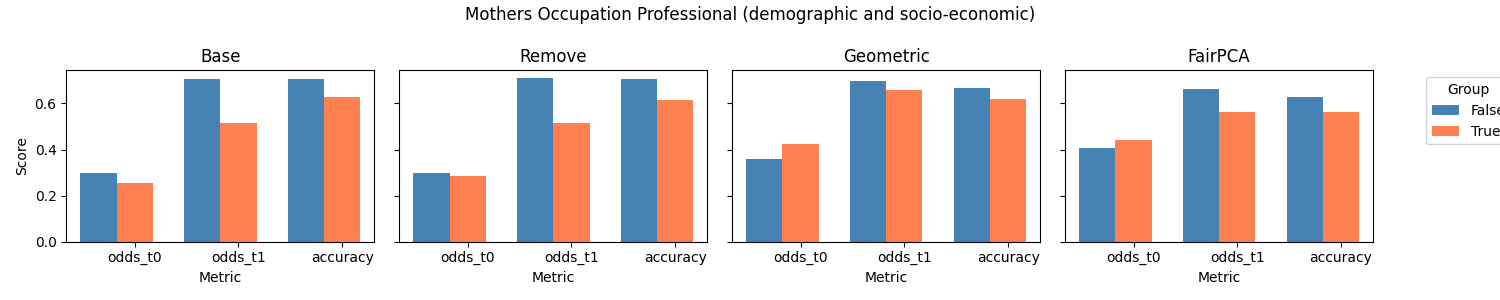 Mothers Occupation Professional (demographic and socio-economic)
Base
Remove
Geometric
FairPCA
Score
0.6
0.4
0.2
0.0
odds_t0 odds_t1 accuracy
Metric
odds_t0 odds_t1 accuracy
Metric
odds_t0 odds_t1 accuracy
Metric
odds_t0 odds_t1 accuracy
Metric
Group
False
True